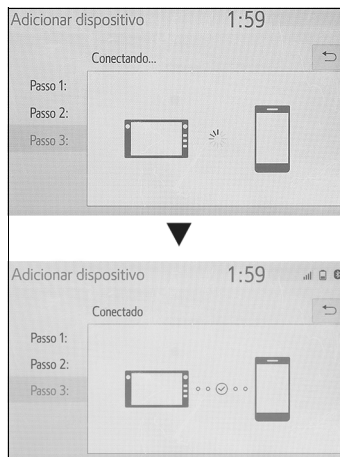 Adicionar dispositivo 1:59
Conectando...
Passo 1:
Passo 2:
Passo 3:
Adicionar dispositivo 1:59
Conectado
Passo 1:
Passo 2:
Passo 3: